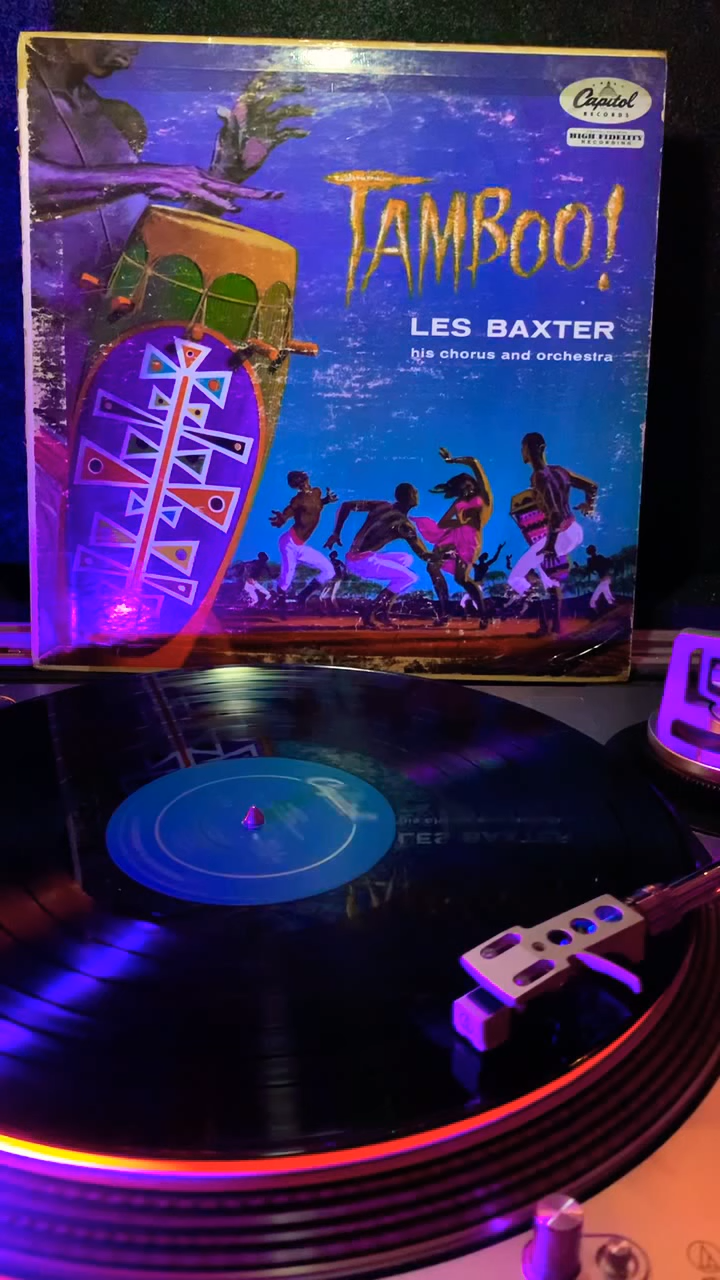 Capitol
RECORDS
HIGH FIDELITY
RECORDING
TAMBOO!
LES BAXTER
his chorus and orchestra